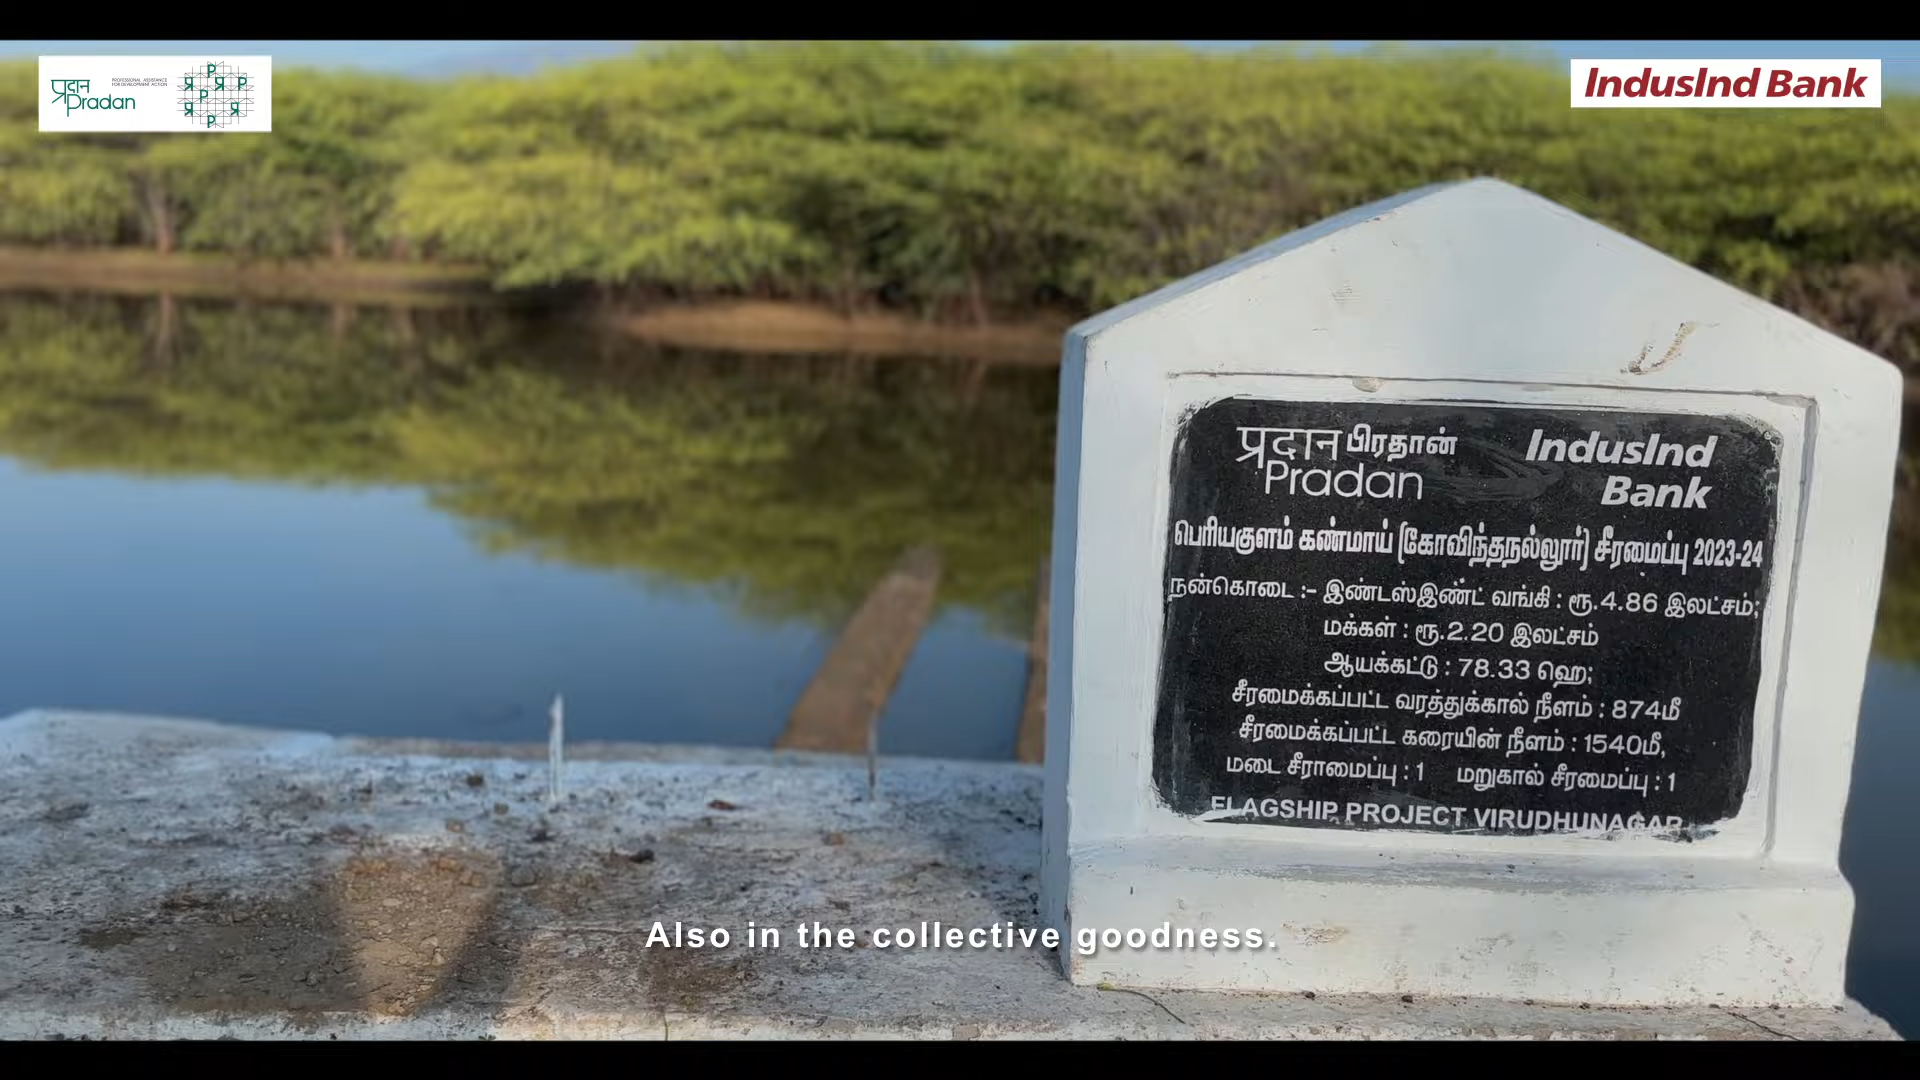 प्रदान
Pradan
PROFESSIONAL ASSISTANCE
FOR DEVELOPMENT ACTION
IndusInd Bank
प्रदान பிரதான்
Pradan
IndusInd
Bank
பெரியகுளம் கண்மாய் (கோவிந்தநல்லூர்) சீரமைப்பு 2023-24
நன்கொடை :- இண்டஸ்இண்ட் வங்கி : ரூ.4.86 இலட்சம்;
மக்கள் : ரூ.2.20 இலட்சம்
ஆயக்கட்டு : 78.33 ஹெ;
சீரமைக்கப்பட்ட வரத்துக்கால் நீளம் : 874மீ
சீரமைக்கப்பட்ட கரையின் நீளம் : 1540மீ,
மடை சீராமைப்பு : 1 மறுகால் சீரமைப்பு : 1
FLAGSHIP PROJECT VIRUDHUNAGAR
Also in the collective goodness.